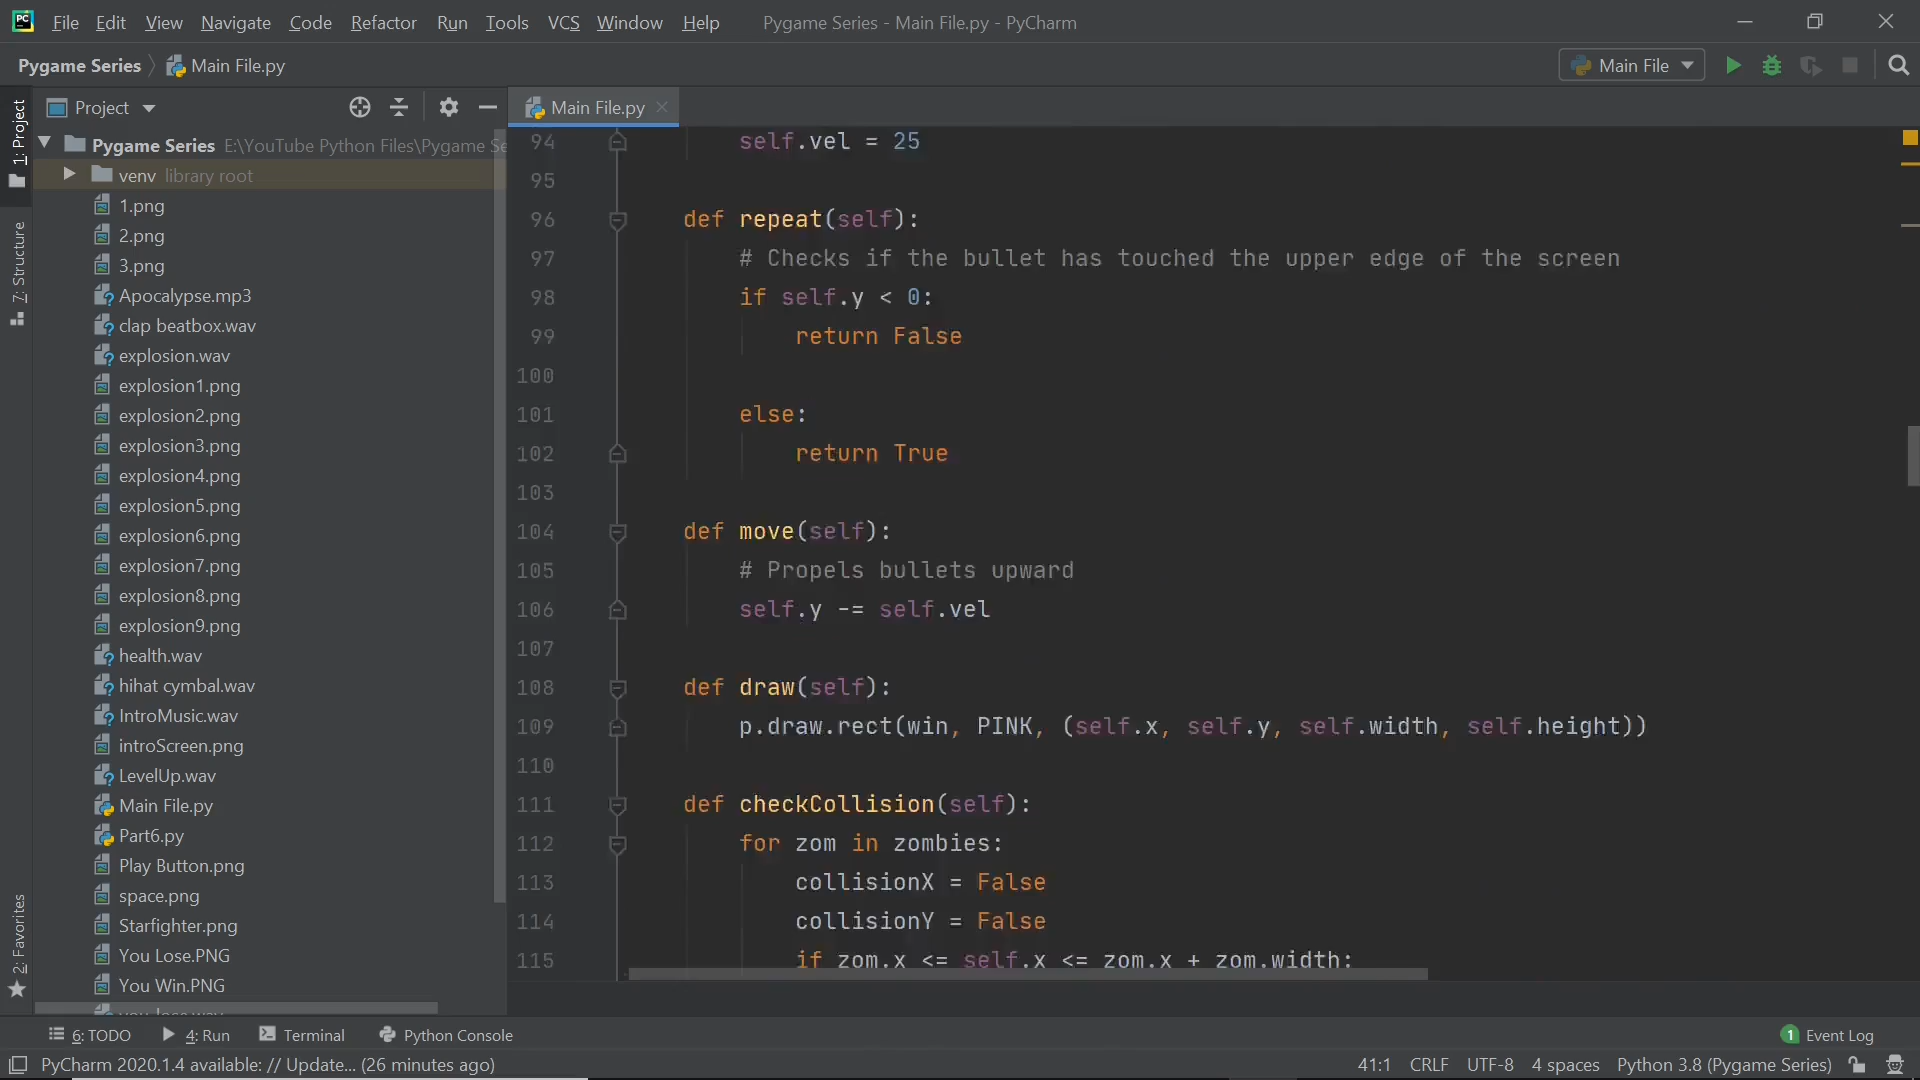 PC File Edit View Navigate Code Refactor Run Tools VCS Window Help Pygame Series - Main File.py - PyCharm
Pygame Series Main File.py Main File
1: Project
7: Structure
2: Favorites
Project
Pygame Series E:\YouTube Python Files\Pygame Se
venv library root
1.png
2.png
3.png
Apocalypse.mp3
clap beatbox.wav
explosion.wav
explosion1.png
explosion2.png
explosion3.png
explosion4.png
explosion5.png
explosion6.png
explosion7.png
explosion8.png
explosion9.png
health.wav
hihat cymbal.wav
IntroMusic.wav
introScreen.png
LevelUp.wav
Main File.py
Part6.py
Play Button.png
space.png
Starfighter.png
You Lose.PNG
You Win.PNG
Main File.py
94 self.vel = 25
95
96 def repeat(self):
97 # Checks if the bullet has touched the upper edge of the screen
98 if self.y < 0:
99 return False
100
101 else:
102 return True
103
104 def move(self):
105 # Propels bullets upward
106 self.y -= self.vel
107
108 def draw(self):
109 p.draw.rect(win, PINK, (self.x, self.y, self.width, self.height))
110
111 def checkCollision(self):
112 for zom in zombies:
113 collisionX = False
114 collisionY = False
115 if zom.x <= self.x <= zom.x + zom.width:
6: TODO 4: Run Terminal Python Console 1 Event Log
PyCharm 2020.1.4 available: // Update... (26 minutes ago) 41:1 CRLF UTF-8 4 spaces Python 3.8 (Pygame Series)